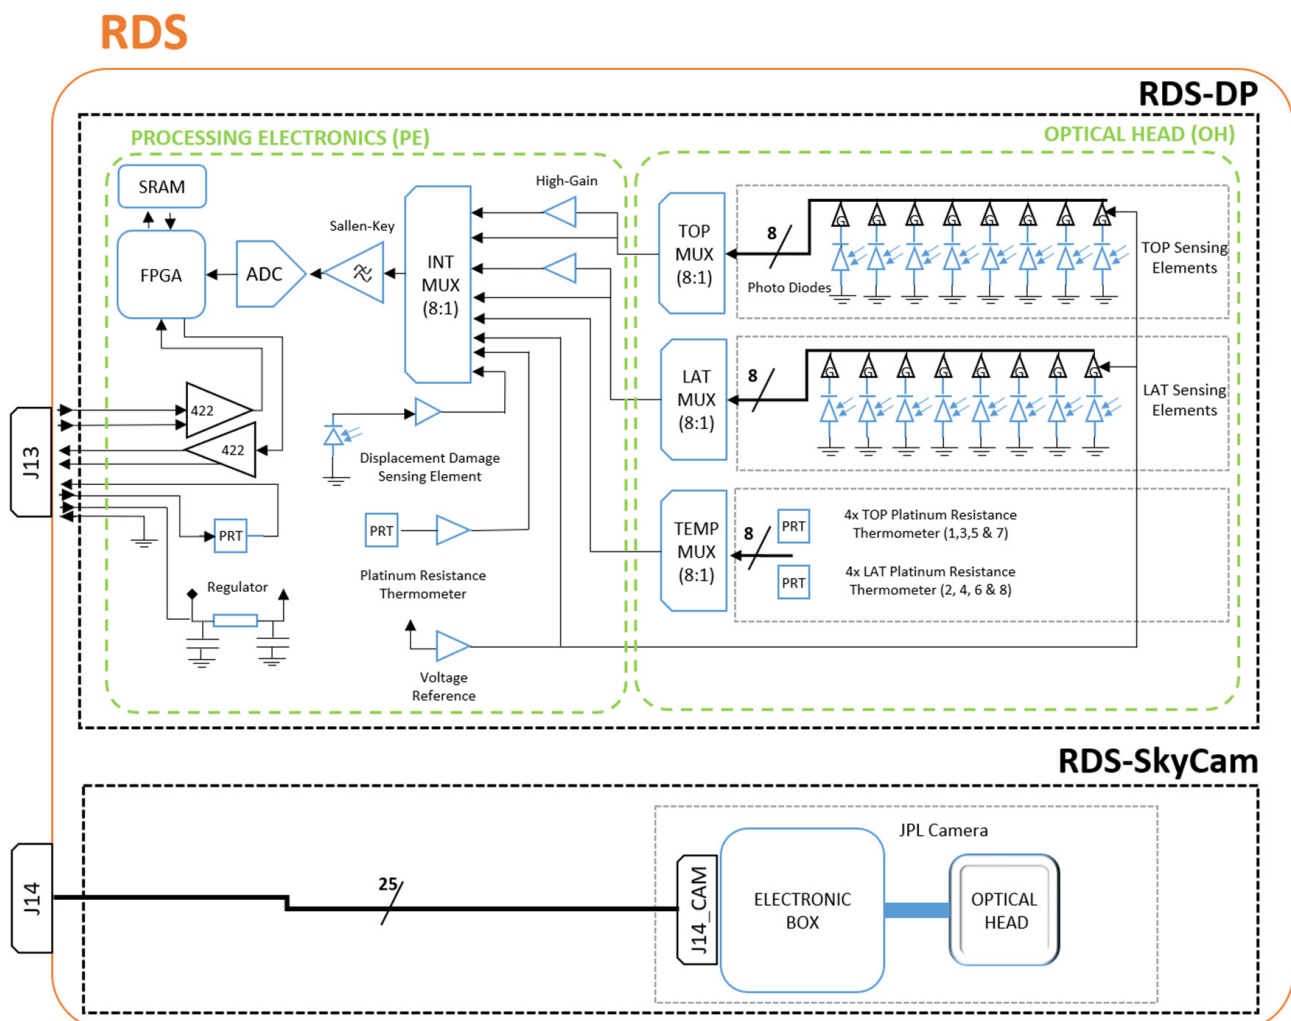 RDS
RDS-DP
PROCESSING ELECTRONICS (PE)
OPTICAL HEAD (OH)
SRAM
FPGA
ADC
Sallen-Key
INT
MUX
(8:1)
High-Gain
TOP
MUX
(8:1)
8
Photo Diodes
G G G G G G G G
TOP Sensing
Elements
LAT
MUX
(8:1)
8
G G G G G G G G
LAT Sensing
Elements
422
422
J13
Displacement Damage
Sensing Element
PRT
PRT
Platinum Resistance
Thermometer
Regulator
Voltage
Reference
TEMP
MUX
(8:1)
8
PRT
4x TOP Platinum Resistance
Thermometer (1,3,5 & 7)
PRT
4x LAT Platinum Resistance
Thermometer (2, 4, 6 & 8)
RDS-SkyCam
J14
25
J14_CAM
JPL Camera
ELECTRONIC
BOX
OPTICAL
HEAD